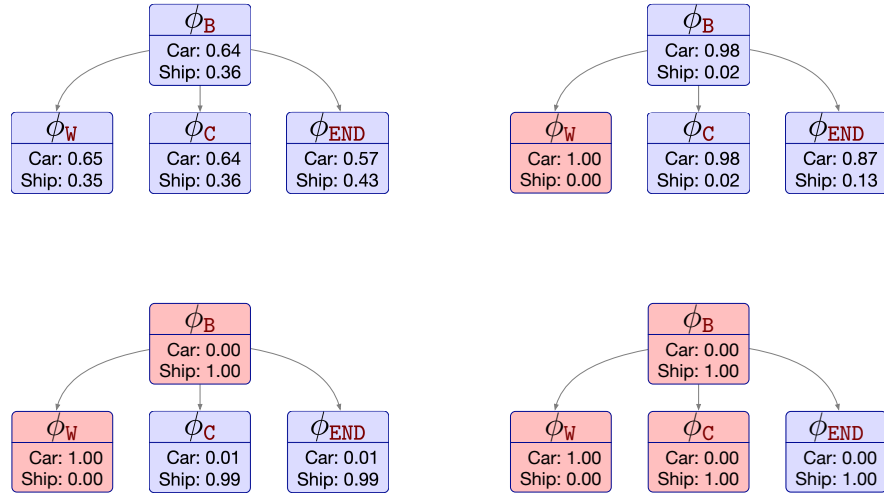 ϕB
Car: 0.64
Ship: 0.36
ϕW
Car: 0.65
Ship: 0.35
ϕC
Car: 0.64
Ship: 0.36
ϕEND
Car: 0.57
Ship: 0.43
ϕB
Car: 0.98
Ship: 0.02
ϕW
Car: 1.00
Ship: 0.00
ϕC
Car: 0.98
Ship: 0.02
ϕEND
Car: 0.87
Ship: 0.13
ϕB
Car: 0.00
Ship: 1.00
ϕW
Car: 1.00
Ship: 0.00
ϕC
Car: 0.01
Ship: 0.99
ϕEND
Car: 0.01
Ship: 0.99
ϕB
Car: 0.00
Ship: 1.00
ϕW
Car: 1.00
Ship: 0.00
ϕC
Car: 0.00
Ship: 1.00
ϕEND
Car: 0.00
Ship: 1.00